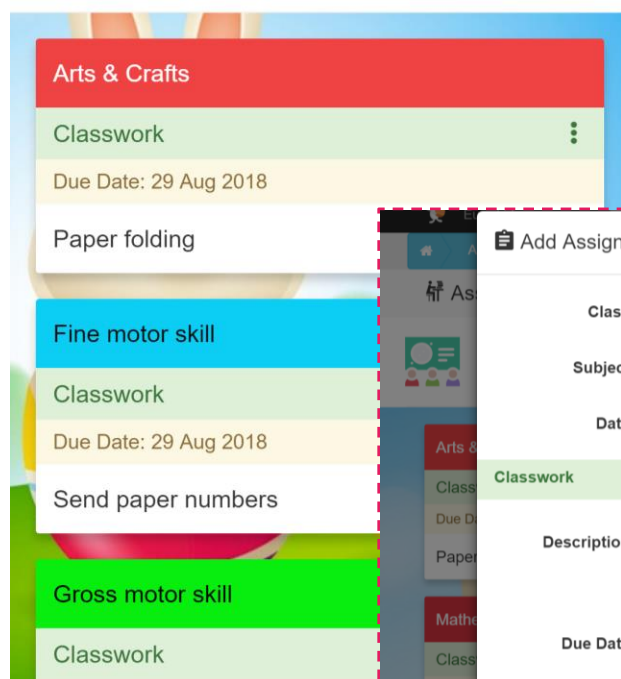 Arts & Crafts
Classwork
Due Date: 29 Aug 2018
Paper folding
Fine motor skill
Classwork
Due Date: 29 Aug 2018
Send paper numbers
Gross motor skill
Classwork
Add Assign
Clas
Subjec
Dat
Classwork
Descriptio
Due Dat
Ass
Arts &
Class
Due Da
Paper
Mathe
Class